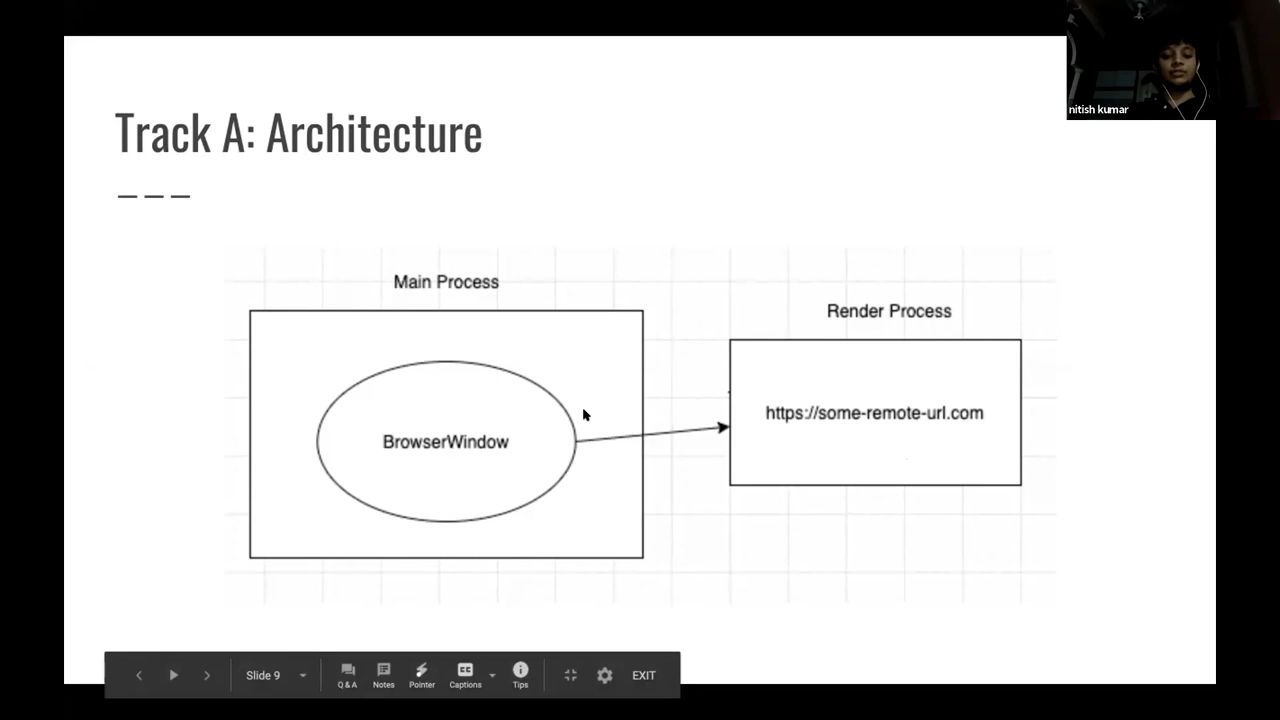 nitish kumar
Track A: Architecture
Main Process
Render Process
https://some-remote-url.com
BrowserWindow
Slide 9
Q & A
Notes
Pointer
CC
Captions
Tips
EXIT